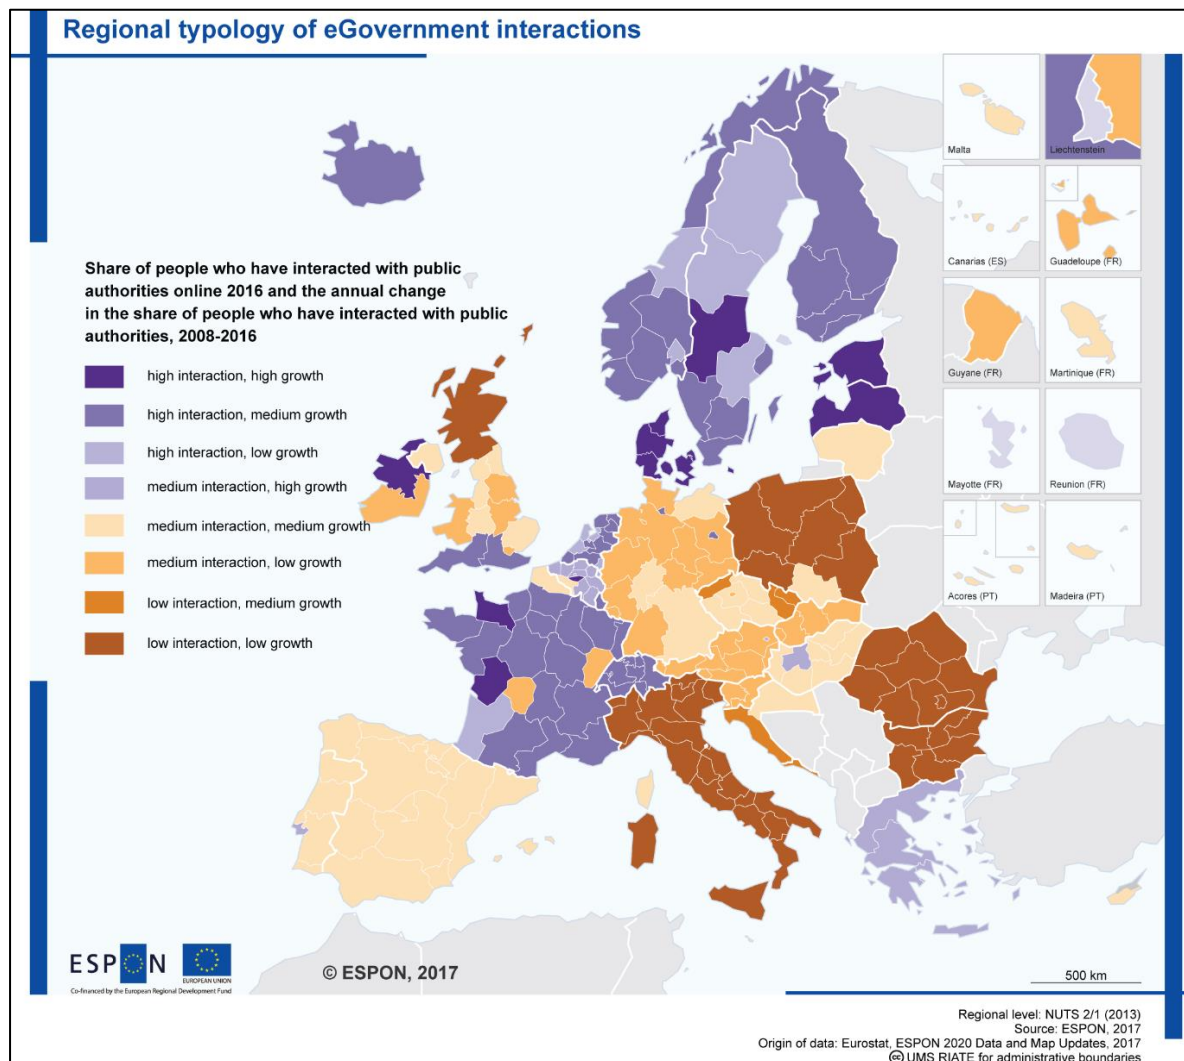 Regional typology of eGovernment interactions
Malta
Liechtenstein
Canarias (ES)
Guadeloupe (FR)
Guyane (FR)
Martinique (FR)
Mayotte (FR)
Reunion (FR)
Acores (PT)
Madeira (PT)
Share of people who have interacted with public
authorities online 2016 and the annual change
in the share of people who have interacted with public
authorities, 2008-2016
high interaction, high growth
high interaction, medium growth
high interaction, low growth
medium interaction, high growth
medium interaction, medium growth
medium interaction, low growth
low interaction, medium growth
low interaction, low growth
ESPON
EUROPEAN UNION
Co-financed by the European Regional Development Fund
© ESPON, 2017
500 km
Regional level: NUTS 2/1 (2013)
Source: ESPON, 2017
Origin of data: Eurostat, ESPON 2020 Data and Map Updates, 2017
cc UMS RIATE for administrative boundaries